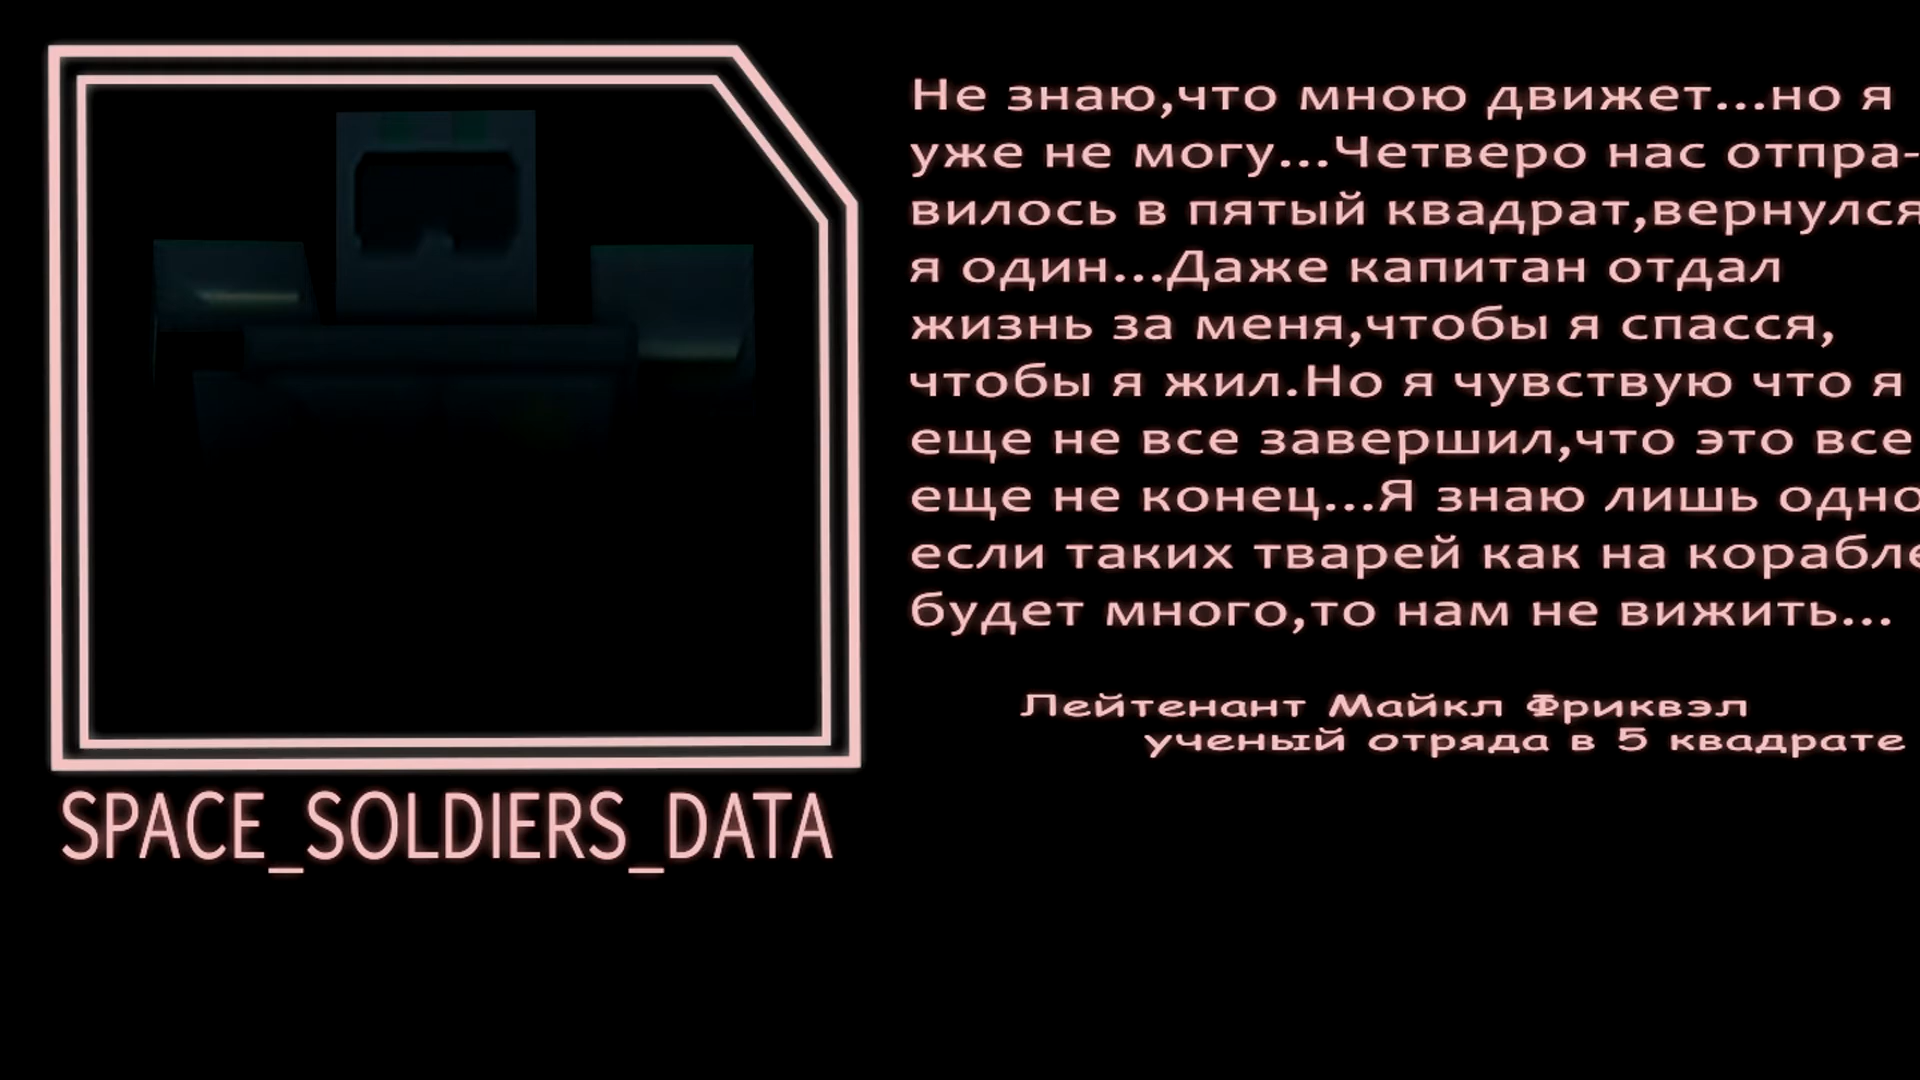 Не знаю,что мною движет...но я
уже не могу...Четверо нас отпра-
вилось в пятый квадрат,вернулся
я один...Даже капитан отдал
жизнь за меня,чтобы я спасся,
чтобы я жил.Но я чувствую что я
еще не все завершил,что это все
еще не конец...Я знаю лишь одно
если таких тварей как на корабле
будет много,то нам не вижить...
Лейтенант Майкл Фриквэл
ученый отряда в 5 квадрате
SPACE_SOLDIERS_DATA